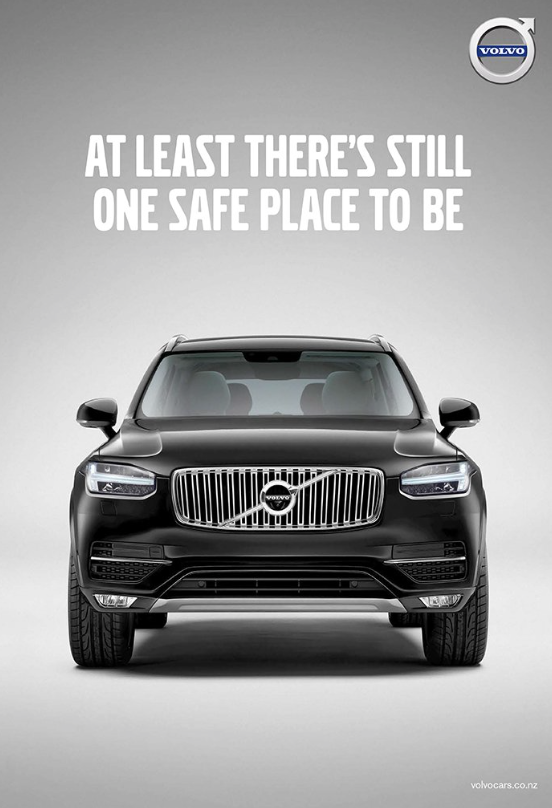 VOLVO
AT LEAST THERE'S STILL
ONE SAFE PLACE TO BE
VOLVO
volvocars.co.nz